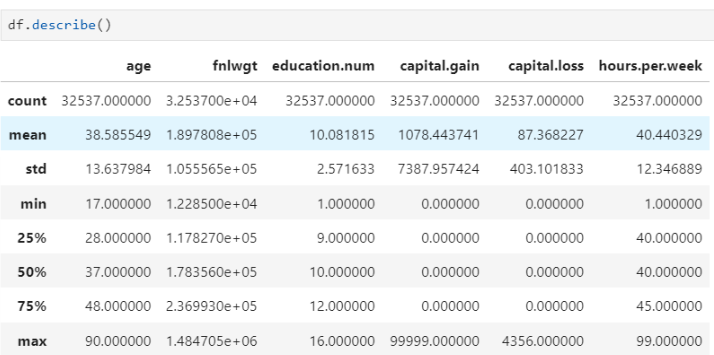 df.describe()
age fnlwgt education.num capital.gain capital.loss hours.per.week
count 32537.000000 3.253700e+04 32537.000000 32537.000000 32537.000000 32537.000000
mean 38.585549 1.897808e+05 10.081815 1078.443741 87.368227 40.440329
std 13.637984 1.055565e+05 2.571633 7387.957424 403.101833 12.346889
min 17.000000 1.228500e+04 1.000000 0.000000 0.000000 1.000000
25% 28.000000 1.178270e+05 9.000000 0.000000 0.000000 40.000000
50% 37.000000 1.783560e+05 10.000000 0.000000 0.000000 40.000000
75% 48.000000 2.369930e+05 12.000000 0.000000 0.000000 45.000000
max 90.000000 1.484705e+06 16.000000 99999.000000 4356.000000 99.000000